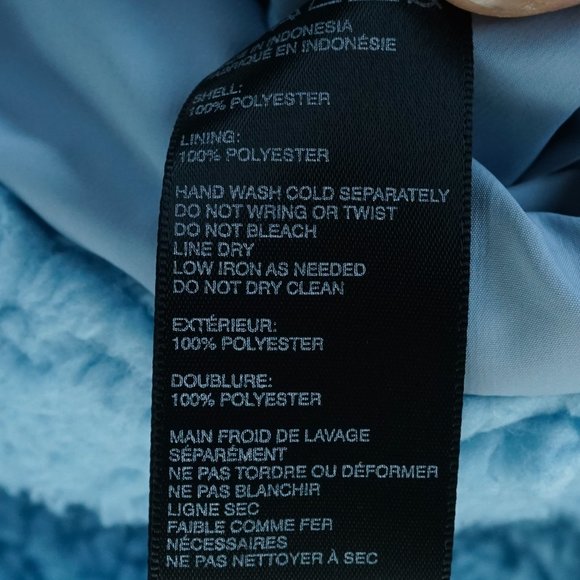 IN INDONESIA
FABRIQUÉ EN INDONÉSIE
SHELL:
100% POLYESTER
LINING:
100% POLYESTER
HAND WASH COLD SEPARATELY
DO NOT WRING OR TWIST
DO NOT BLEACH
LINE DRY
LOW IRON AS NEEDED
DO NOT DRY CLEAN
EXTÉRIEUR:
100% POLYESTER
DOUBLURE:
100% POLYESTER
MAIN FROID DE LAVAGE
SÉPARÉMENT
NE PAS TORDRE OU DÉFORMER
NE PAS BLANCHIR
LIGNE SEC
FAIBLE COMME FER
NÉCESSAIRES
NE PAS NETTOYER À SEC